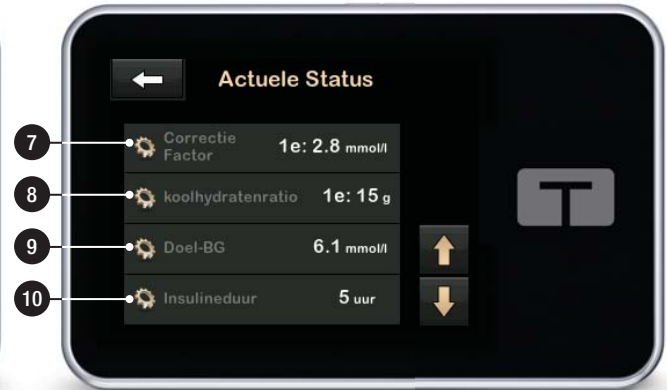 Actuele Status
7
Correctie
Factor
1e: 2.8 mmol/l
8
koolhydratenratio 1e: 15 g
9
Doel-BG 6.1 mmol/l
10
Insulineduur 5 uur
T